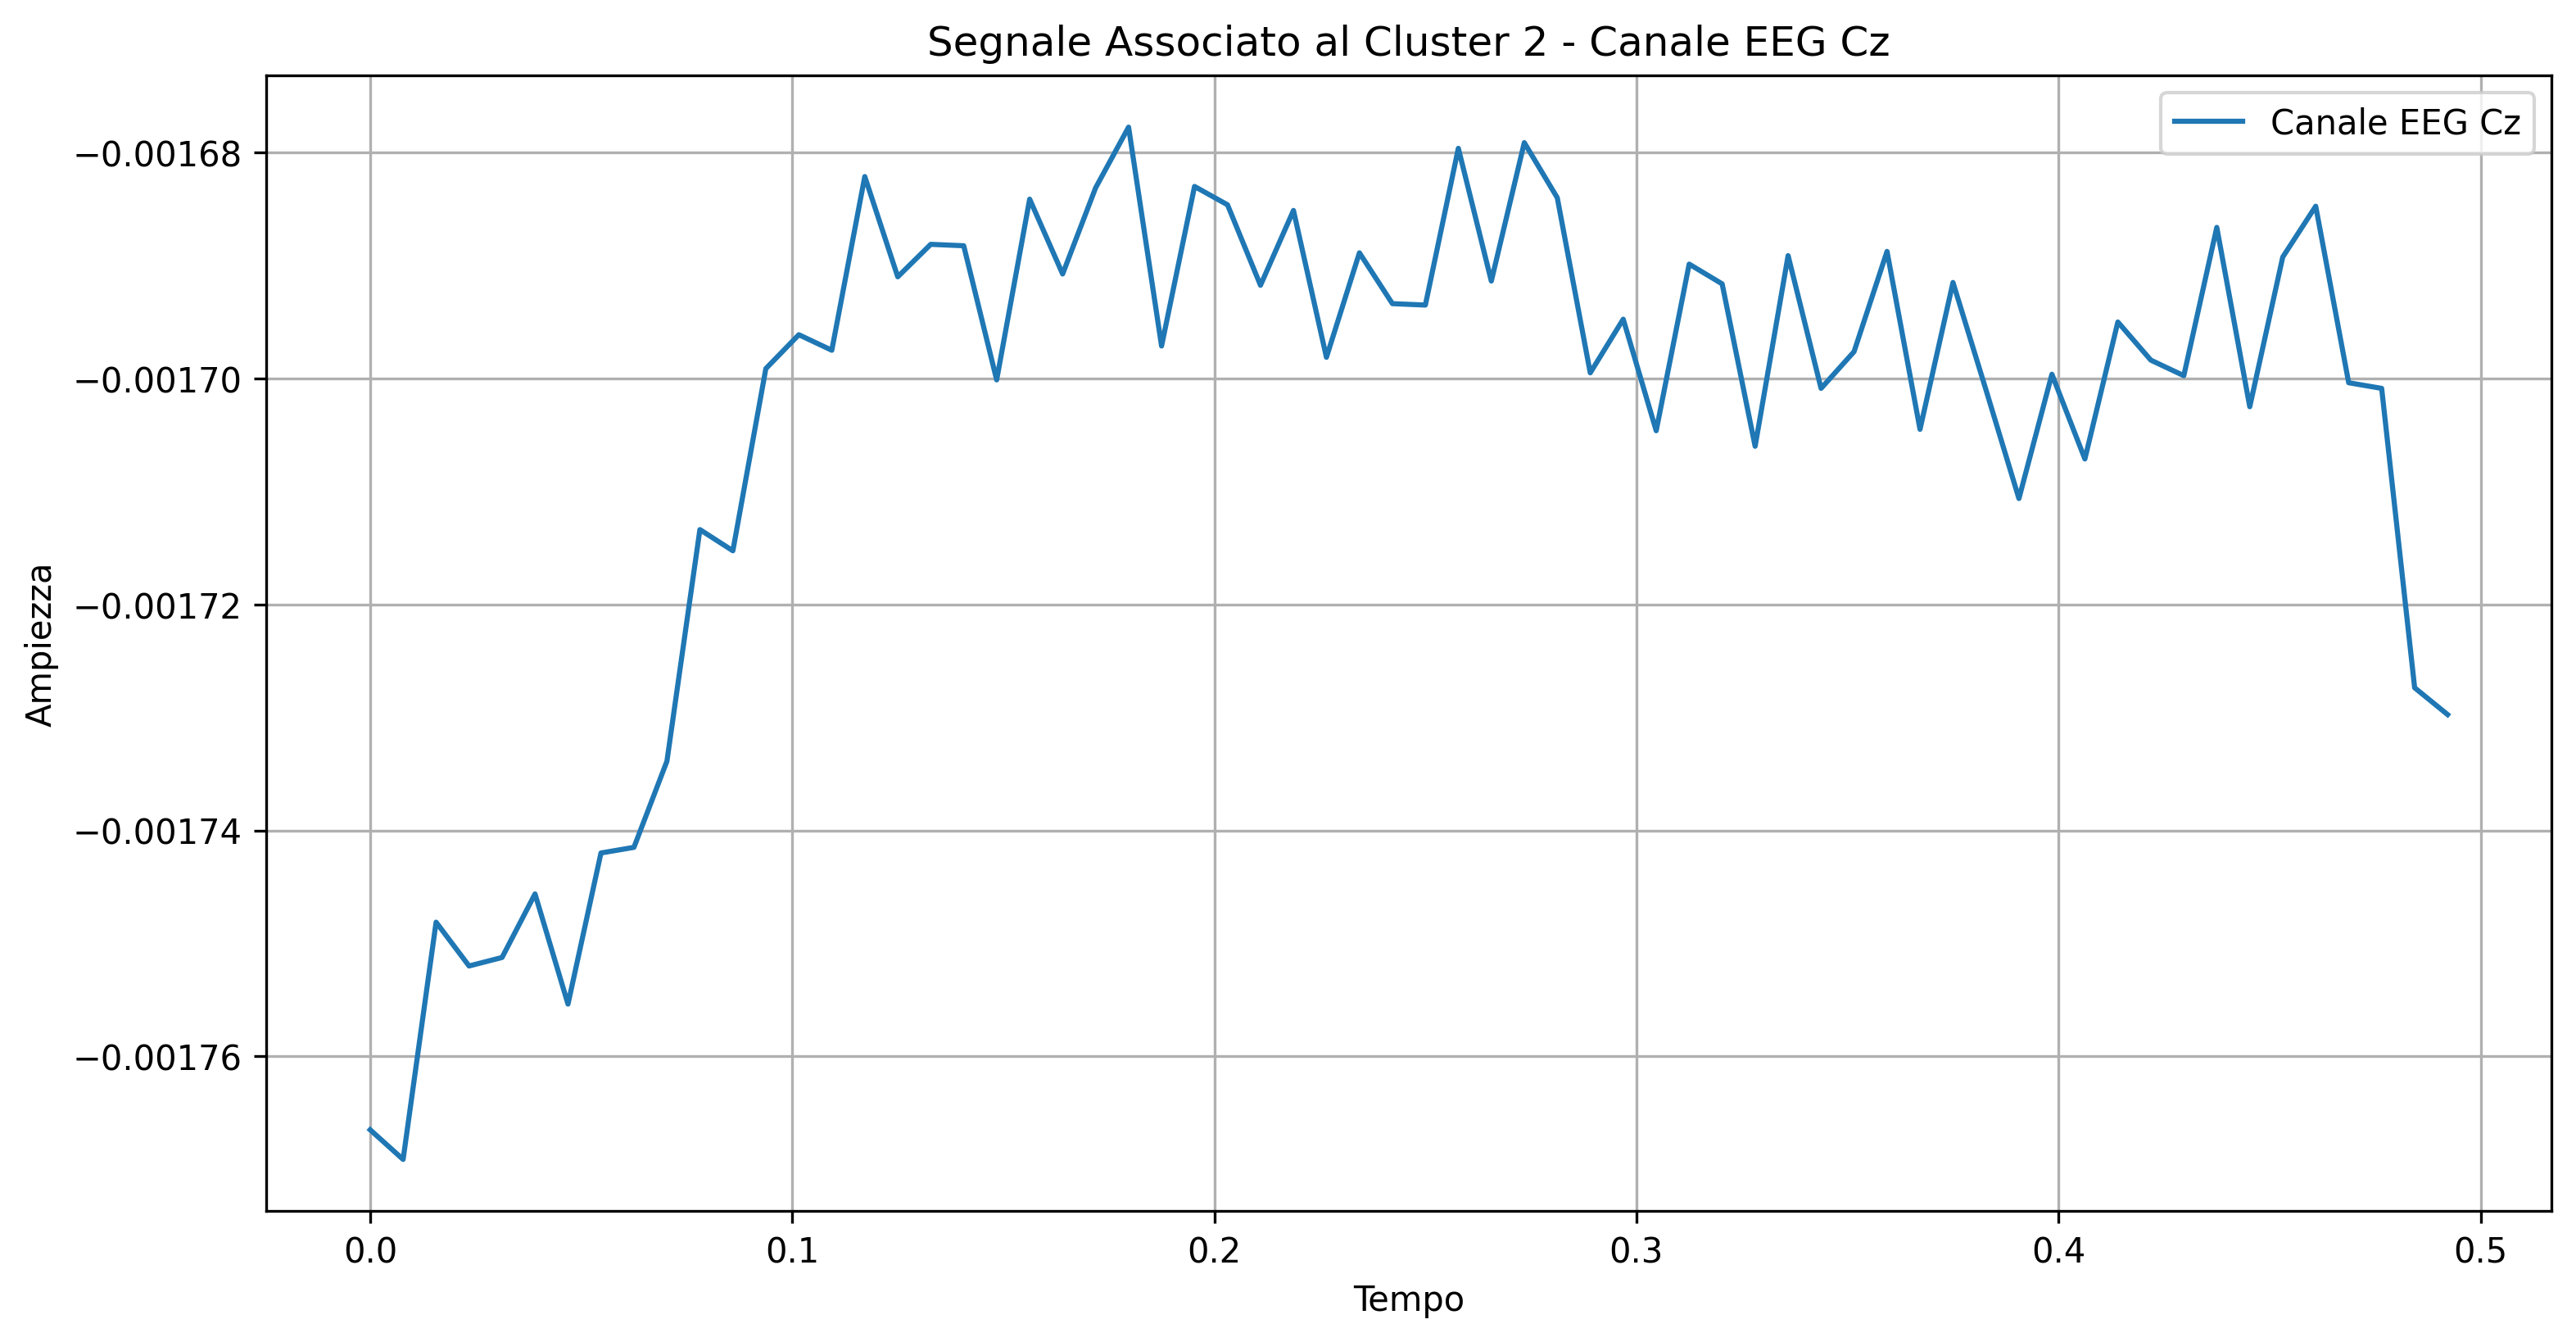 Segnale Associato al Cluster 2 - Canale EEG Cz
Canale EEG Cz
−0.00168
−0.00170
−0.00172
−0.00174
−0.00176
Ampiezza
0.0 0.1 0.2 0.3 0.4 0.5
Tempo